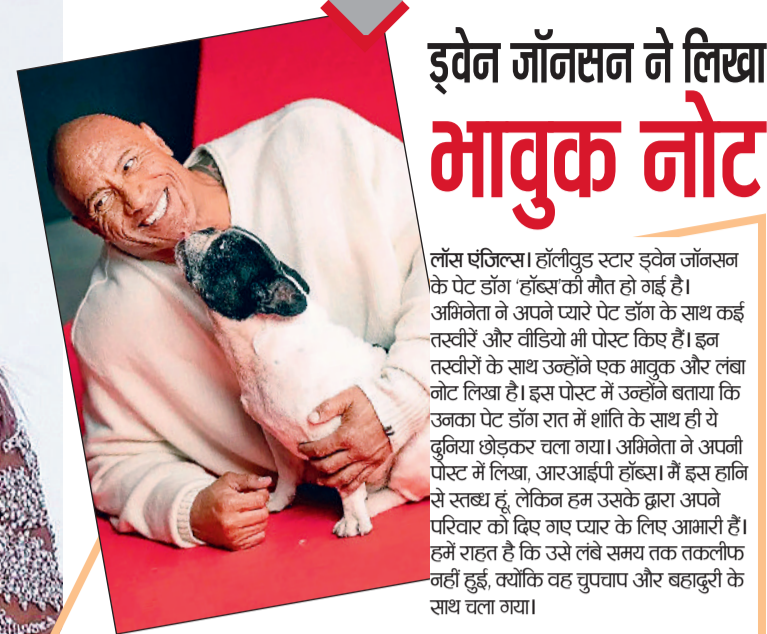 ड्वेन जॉनसन ने लिखा
भावुक नोट
लॉस एंजिल्स। हॉलीवुड स्टार ड्वेन जॉनसन
के पेट डॉग ‘हॉब्स’की मौत हो गई है।
अभिनेता ने अपने प्यारे पेट डॉग के साथ कई
तस्वीरें और वीडियो भी पोस्ट किए हैं। इन
तस्वीरों के साथ उन्होंने एक भावुक और लंबा
नोट लिखा है। इस पोस्ट में उन्होंने बताया कि
उनका पेट डॉग रात में शांति के साथ ही ये
दुनिया छोड़कर चला गया। अभिनेता ने अपनी
पोस्ट में लिखा, आरआईपी हॉब्स। मैं इस हानि
से स्तब्ध हूं, लेकिन हम उसके द्वारा अपने
परिवार को दिए गए प्यार के लिए आभारी हैं।
हमें राहत है कि उसे लंबे समय तक तकलीफ
नहीं हुई, क्योंकि वह चुपचाप और बहादुरी के
साथ चला गया।